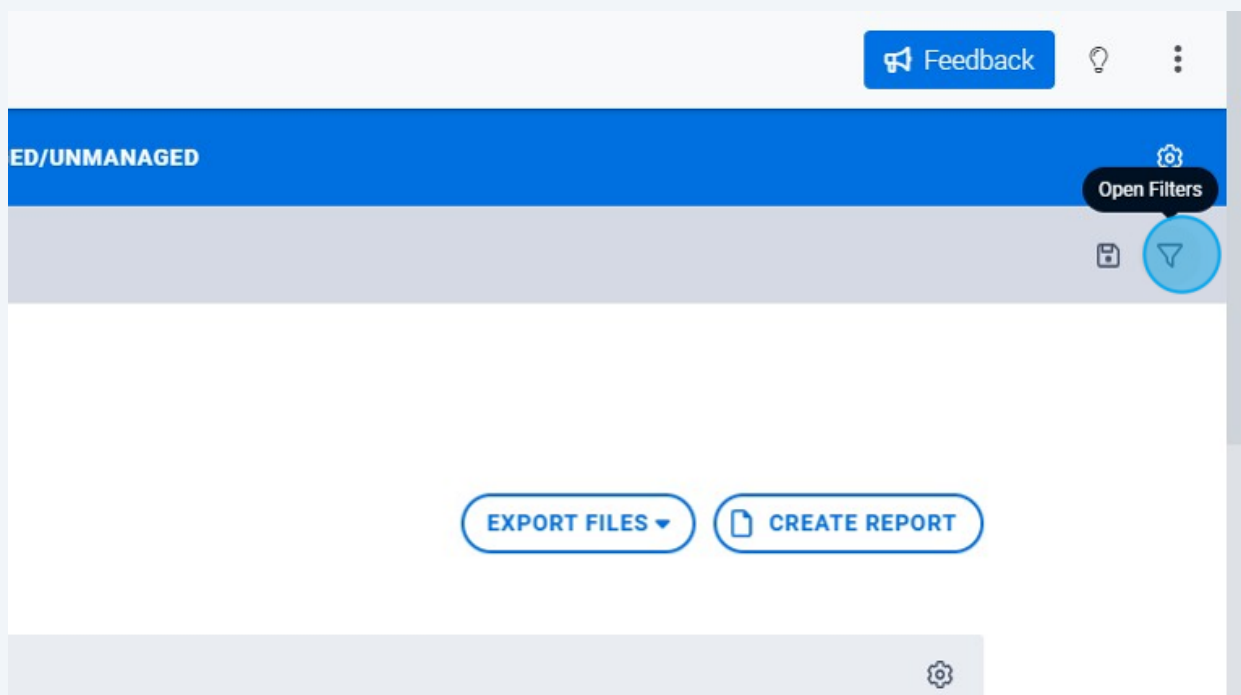 Feedback
ED/UNMANAGED
Open Filters
EXPORT FILES
CREATE REPORT